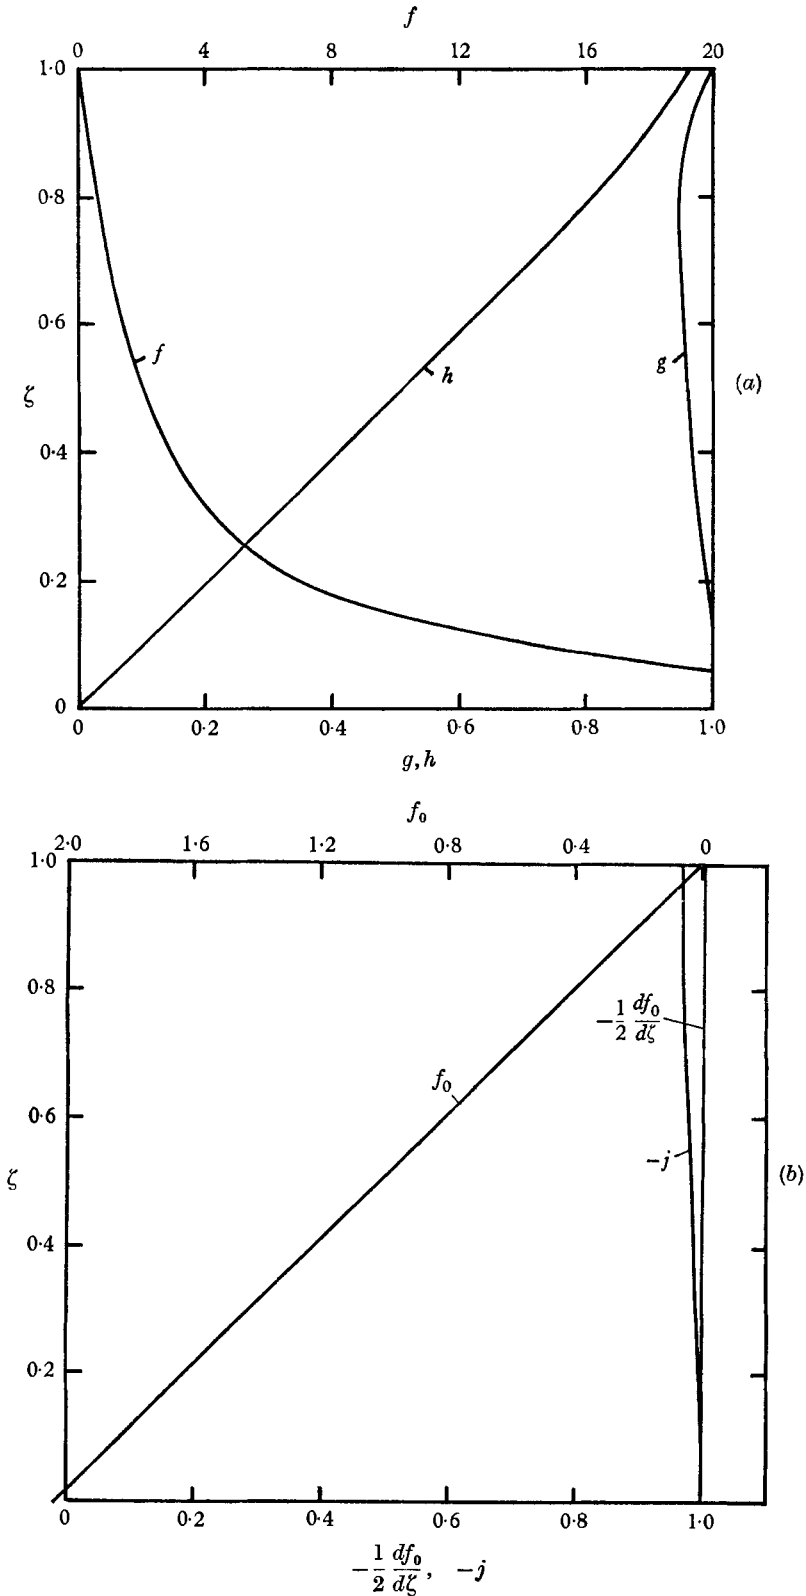 f
0 4 8 12 16 20
1·0
0·8
0·6
f
g
h
(a)
ζ
0·4
0·2
0
0 0·2 0·4 0·6 0·8 1·0
g, h
f₀
2·0 1·6 1·2 0·8 0·4 0
1·0
0·8
−½ df₀/dζ
f₀
0·6
−j
ζ
(b)
0·4
0·2
0 0·2 0·4 0·6 0·8 1·0
−½ df₀/dζ, −j